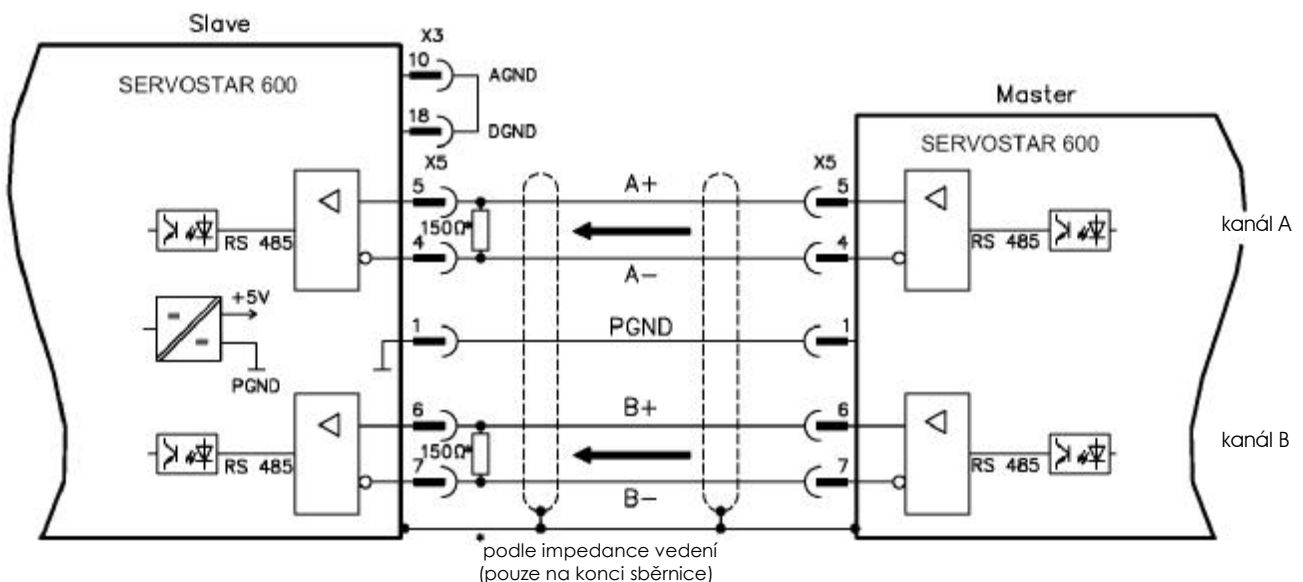 Slave
SERVOSTAR 600
X3
10
AGND
18
DGND
Master
SERVOSTAR 600
X5
5
A+
X5
5
RS 485
150Ω*
RS 485
kanál A
4
A−
4
+5V
1
PGND
1
PGND
6
B+
6
RS 485
150Ω*
RS 485
kanál B
7
B−
7
* podle impedance vedení
(pouze na konci sběrnice)